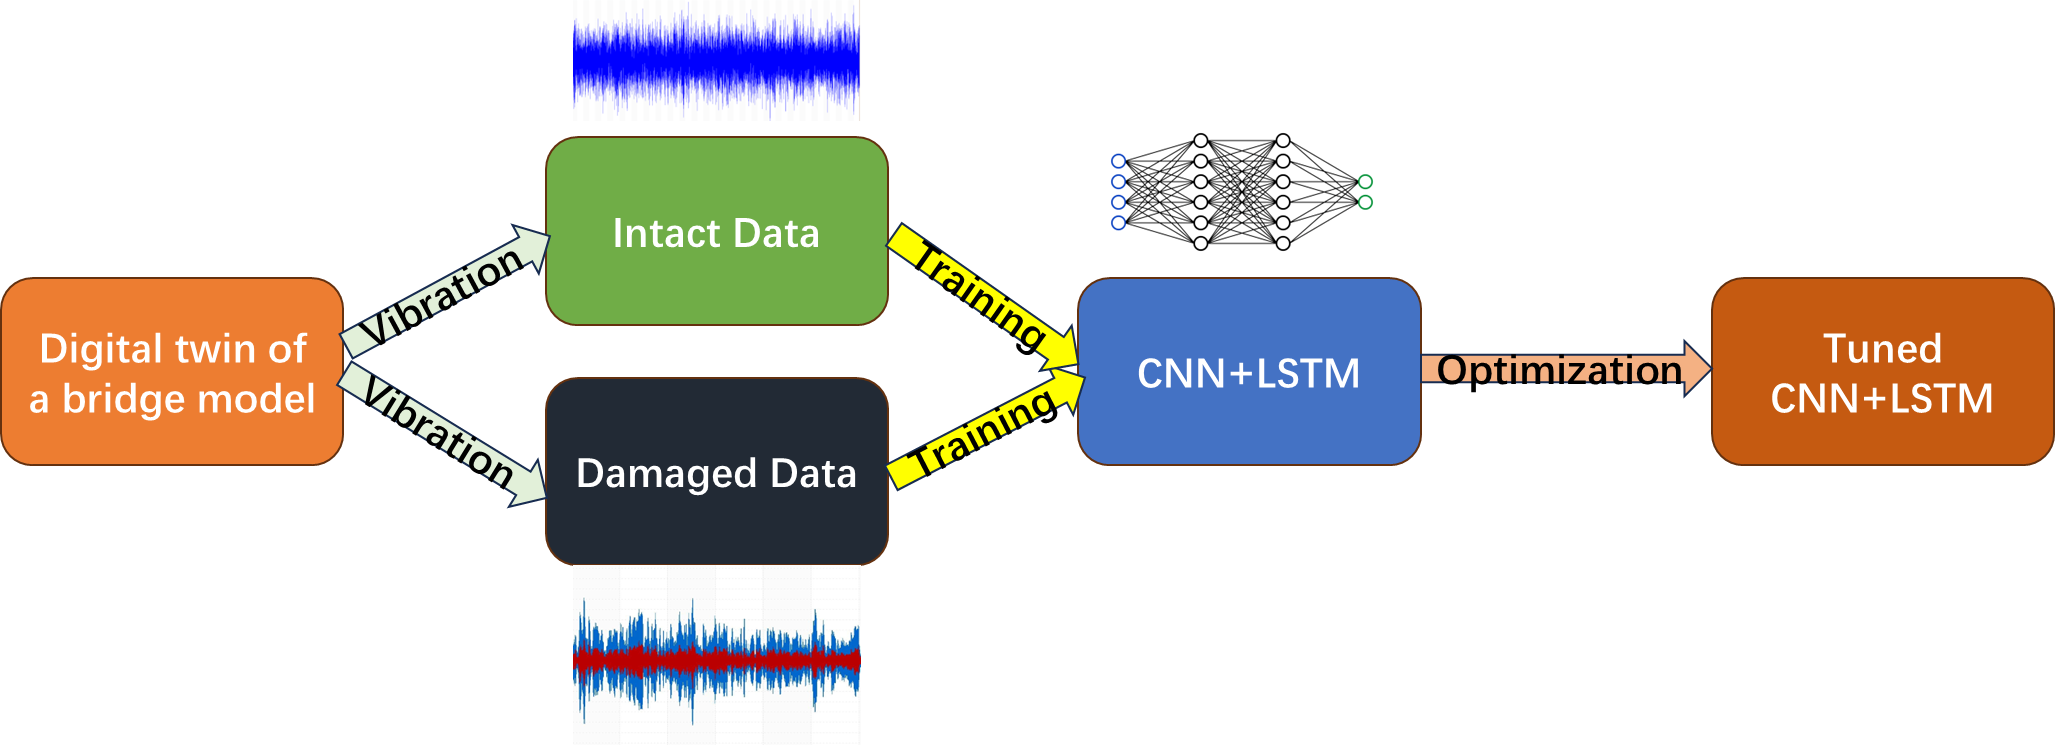 Digital twin of
a bridge model
Vibration
Vibration
Intact Data
Damaged Data
Training
Training
CNN+LSTM
Optimization
Tuned
CNN+LSTM